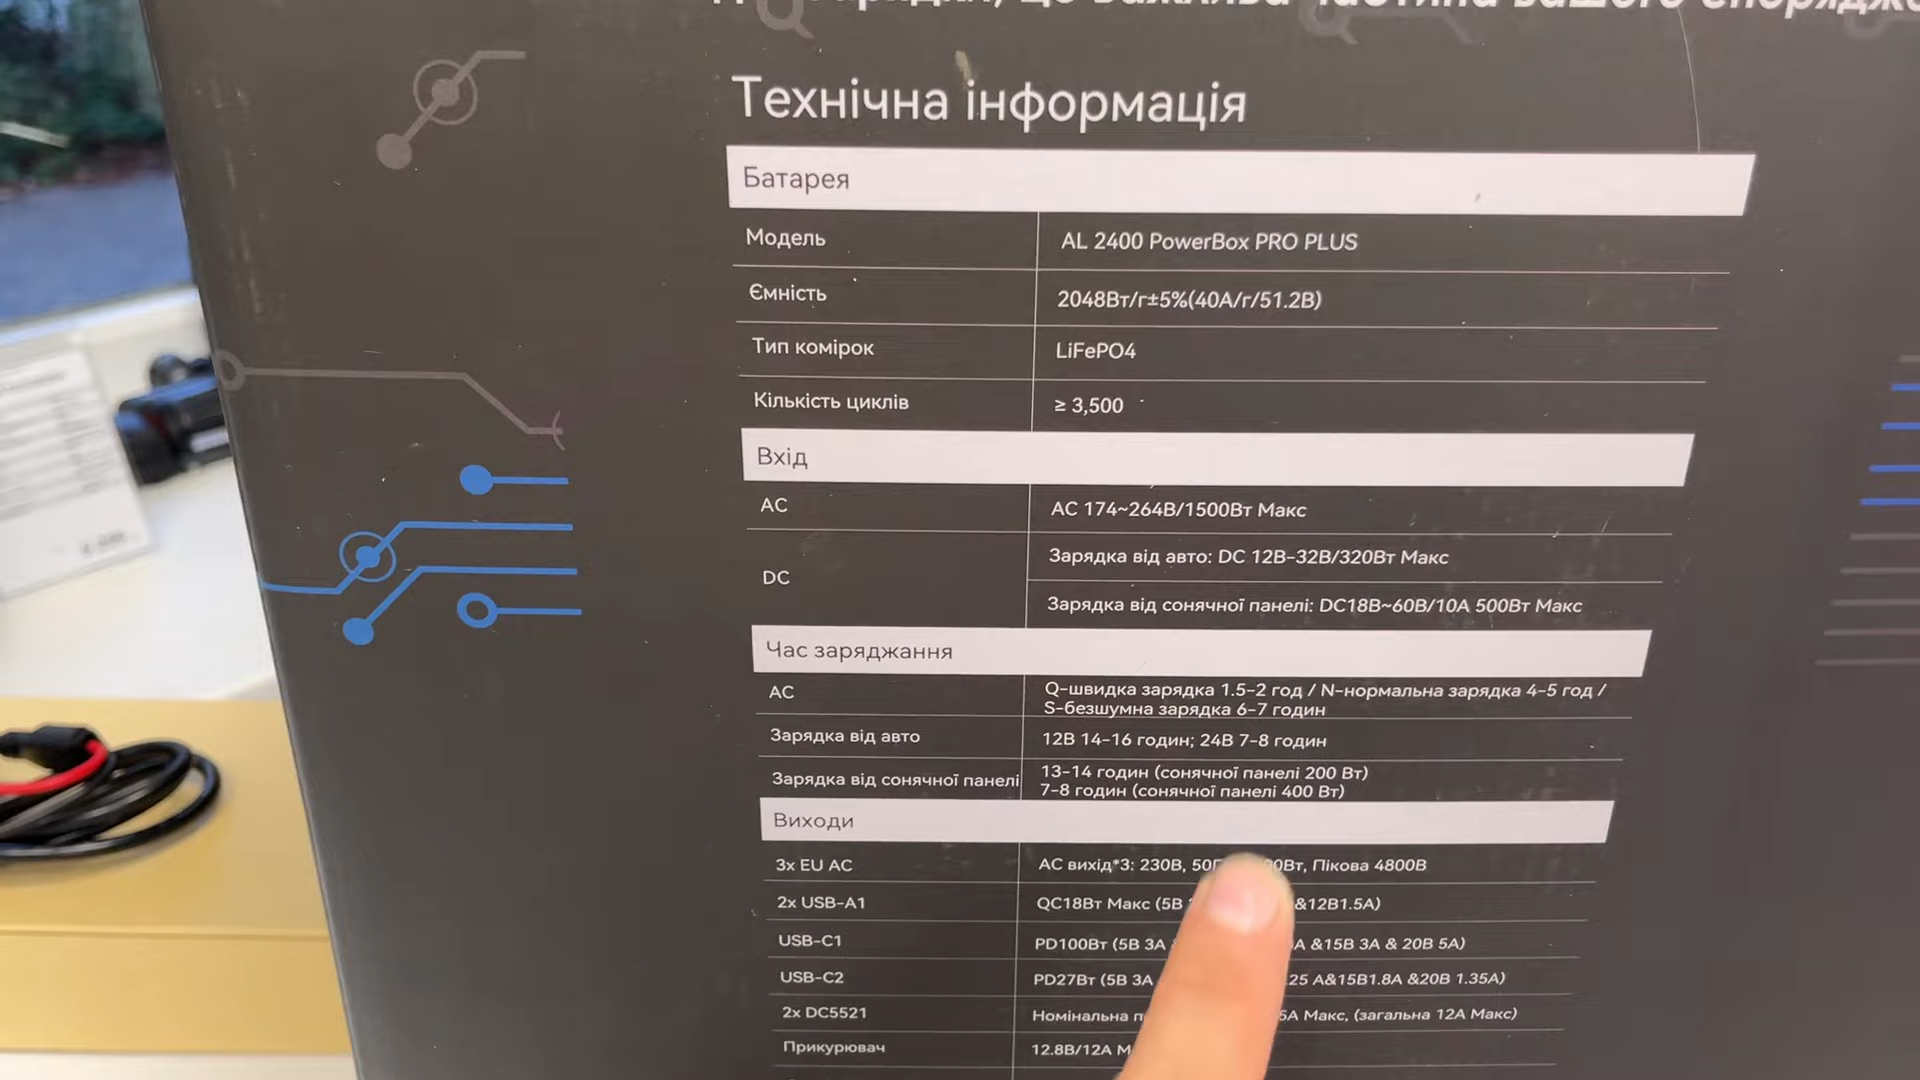 зарядки, це важлива частина вашого
Технічна інформація
Батарея
Модель AL 2400 PowerBox PRO PLUS
Ємність 2048Вт/г±5%(40А/г/51.2В)
Тип комірок LiFePO4
Кількість циклів ≥ 3,500
Вхід
AC AC 174~264В/1500Вт Макс
DC Зарядка від авто: DC 12В-32В/320Вт Макс
Зарядка від сонячної панелі: DC18В~60В/10А 500Вт Макс
Час заряджання
AC Q-швидка зарядка 1.5-2 год / N-нормальна зарядка 4-5 год /
S-безшумна зарядка 6-7 годин
Зарядка від авто 12В 14-16 годин; 24В 7-8 годин
Зарядка від сонячної панелі 13-14 годин (сонячної панелі 200 Вт)
7-8 годин (сонячної панелі 400 Вт)
Виходи
3x EU AC AC вихід*3: 230В, Пікова 4800В
2x USB-A1 QC18Вт Макс (5В &12В1.5А)
USB-C1 PD100Вт (5В 3А &15В 3А & 20В 5А)
USB-C2 PD27Вт (5В 3А А&15В1.8А &20В 1.35А)
2x DC5521 Номінальна Макс, (загальна 12А Макс)
Прикурювач 12.8В/12А